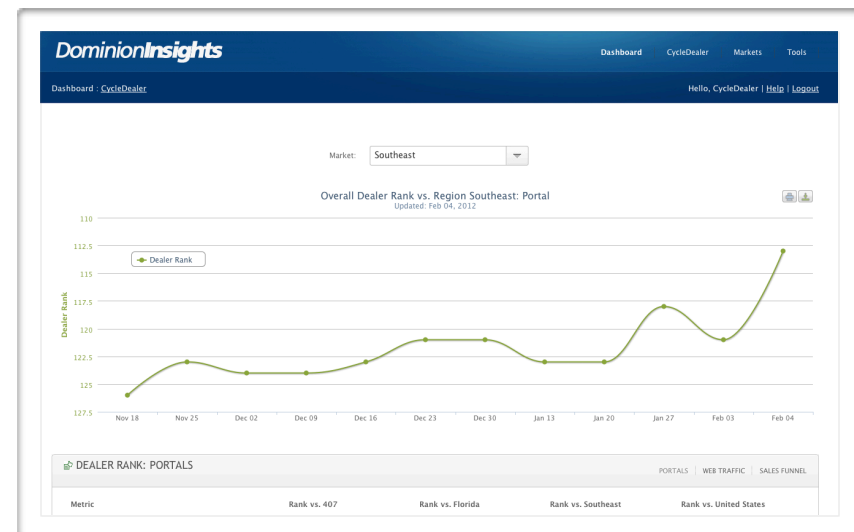 DominionInsights
Dashboard CycleDealer Markets Tools
Dashboard : CycleDealer
Hello, CycleDealer | Help | Logout
Market: Southeast
Overall Dealer Rank vs. Region Southeast: Portal
Updated: Feb 04, 2012
110
112.5
Dealer Rank
115
117.5
Dealer Rank
120
122.5
125
127.5
Nov 18 Nov 25 Dec 02 Dec 09 Dec 16 Dec 23 Dec 30 Jan 13 Jan 20 Jan 27 Feb 03 Feb 04
DEALER RANK: PORTALS
PORTALS | WEB TRAFFIC | SALES FUNNEL
Metric Rank vs. 407 Rank vs. Florida Rank vs. Southeast Rank vs. United States